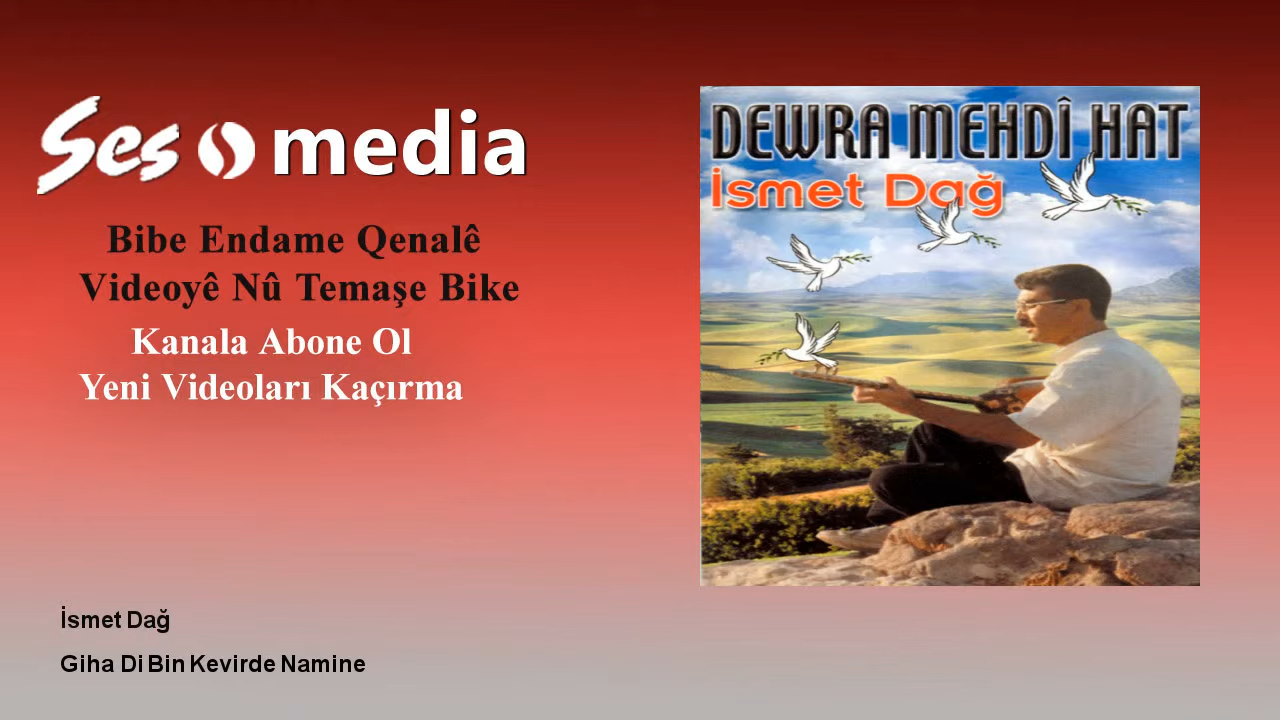 Ses media
Bibe Endame Qenalê
Videoyê Nû Temaşe Bike
Kanala Abone Ol
Yeni Videoları Kaçırma
DEWRA MEHDÎ HAT
İsmet Dağ
İsmet Dağ
Giha Di Bin Kevirde Namine